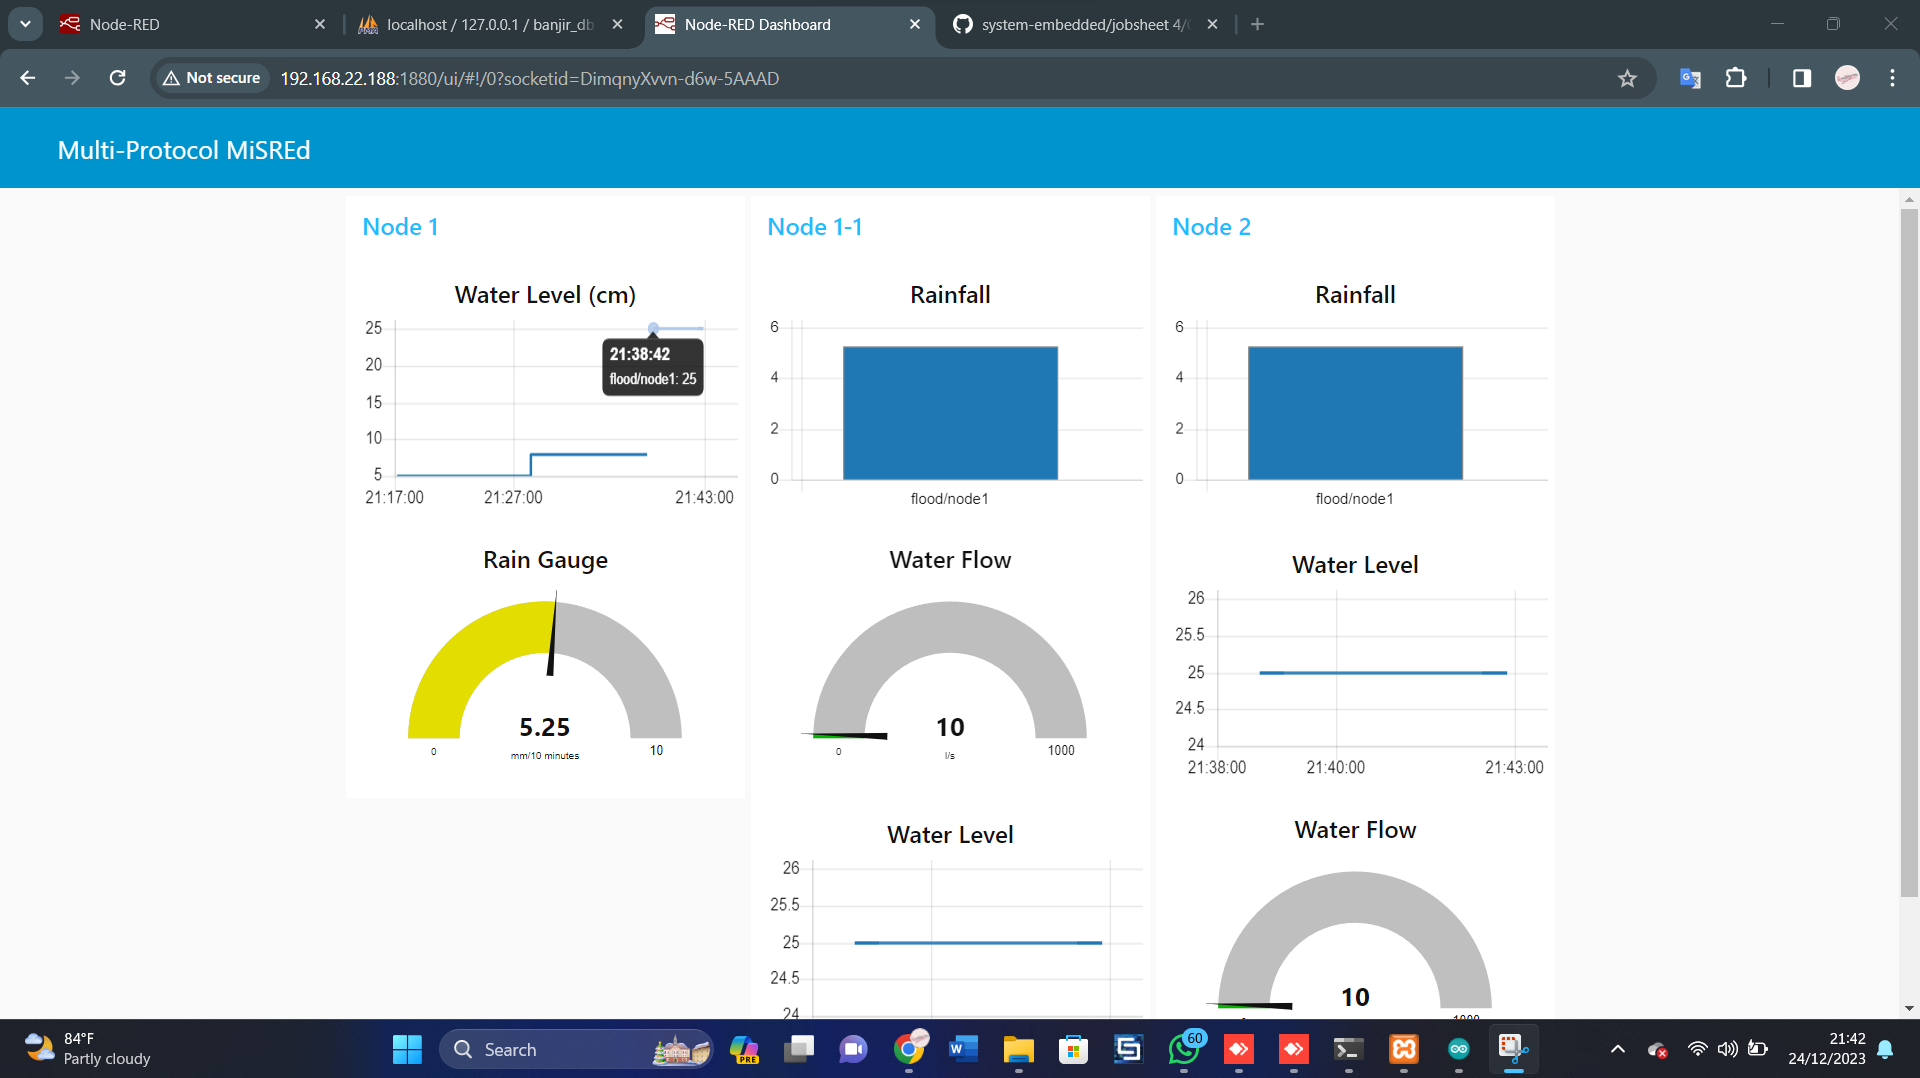 Node-RED
localhost / 127.0.0.1 / banjir_db
Node-RED Dashboard
system-embedded/jobsheet 4/
Not secure
192.168.22.188:1880/ui/#!/0?socketid=DimqnyXvvn-d6w-5AAAD
Multi-Protocol MiSREd
Node 1
Water Level (cm)
25
20
15
10
5
21:38:42
flood/node1: 25
21:17:00 21:27:00 21:43:00
Rain Gauge
5.25
0 mm/10 minutes 10
Node 1-1
Rainfall
6
4
2
0
flood/node1
Water Flow
10
0 l/s 1000
Water Level
26
25.5
25
24.5
24
Node 2
Rainfall
6
4
2
0
flood/node1
Water Level
26
25.5
25
24.5
24
21:38:00 21:40:00 21:43:00
Water Flow
10
1000
84°F
Partly cloudy
Search
PRE
60
21:42
24/12/2023